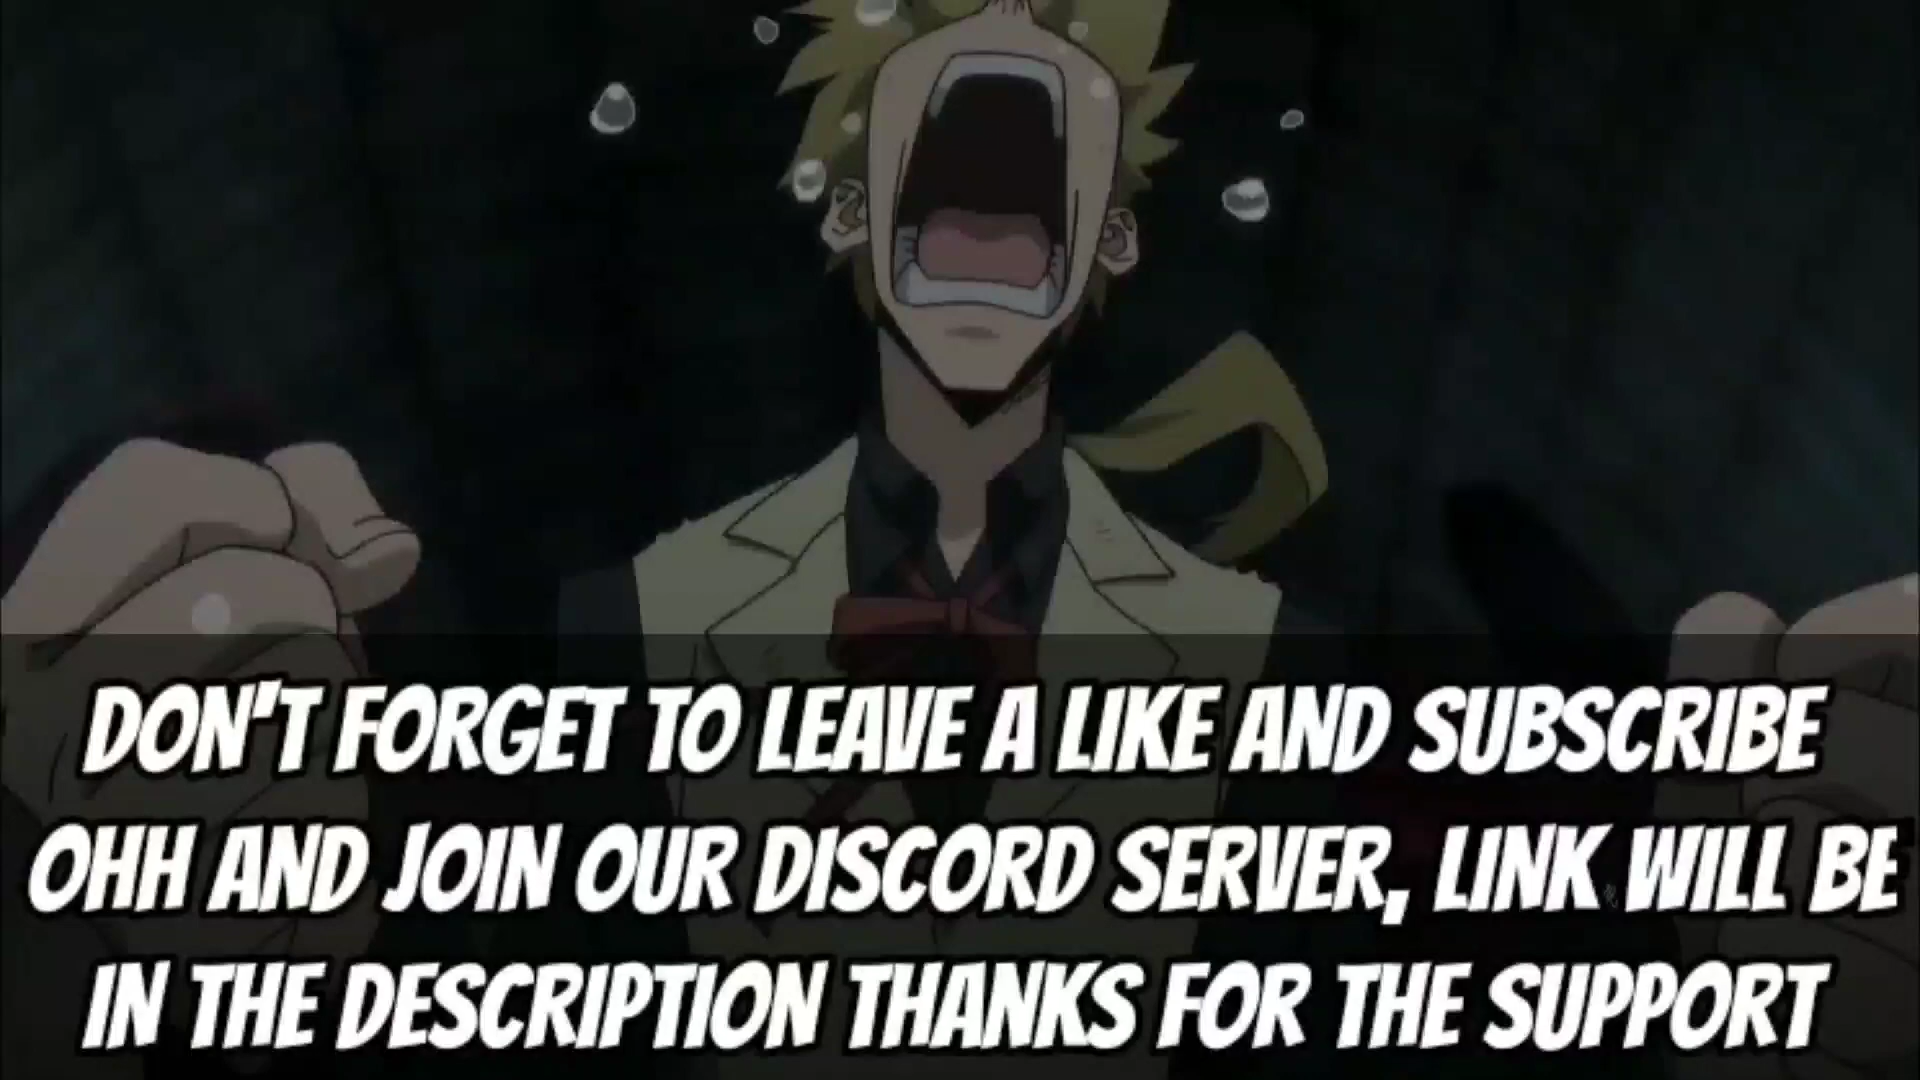 DON'T FORGET TO LEAVE A LIKE AND SUBSCRIBE
OHH AND JOIN OUR DISCORD SERVER, LINK WILL BE
IN THE DESCRIPTION THANKS FOR THE SUPPORT